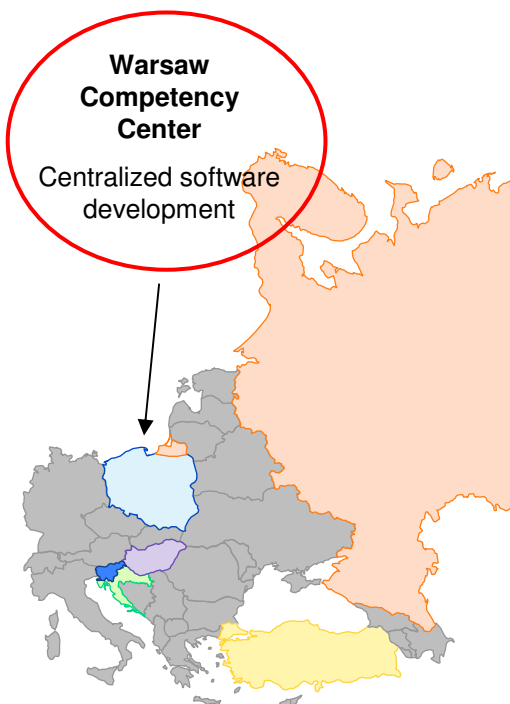 Warsaw
Competency
Center
Centralized software
development